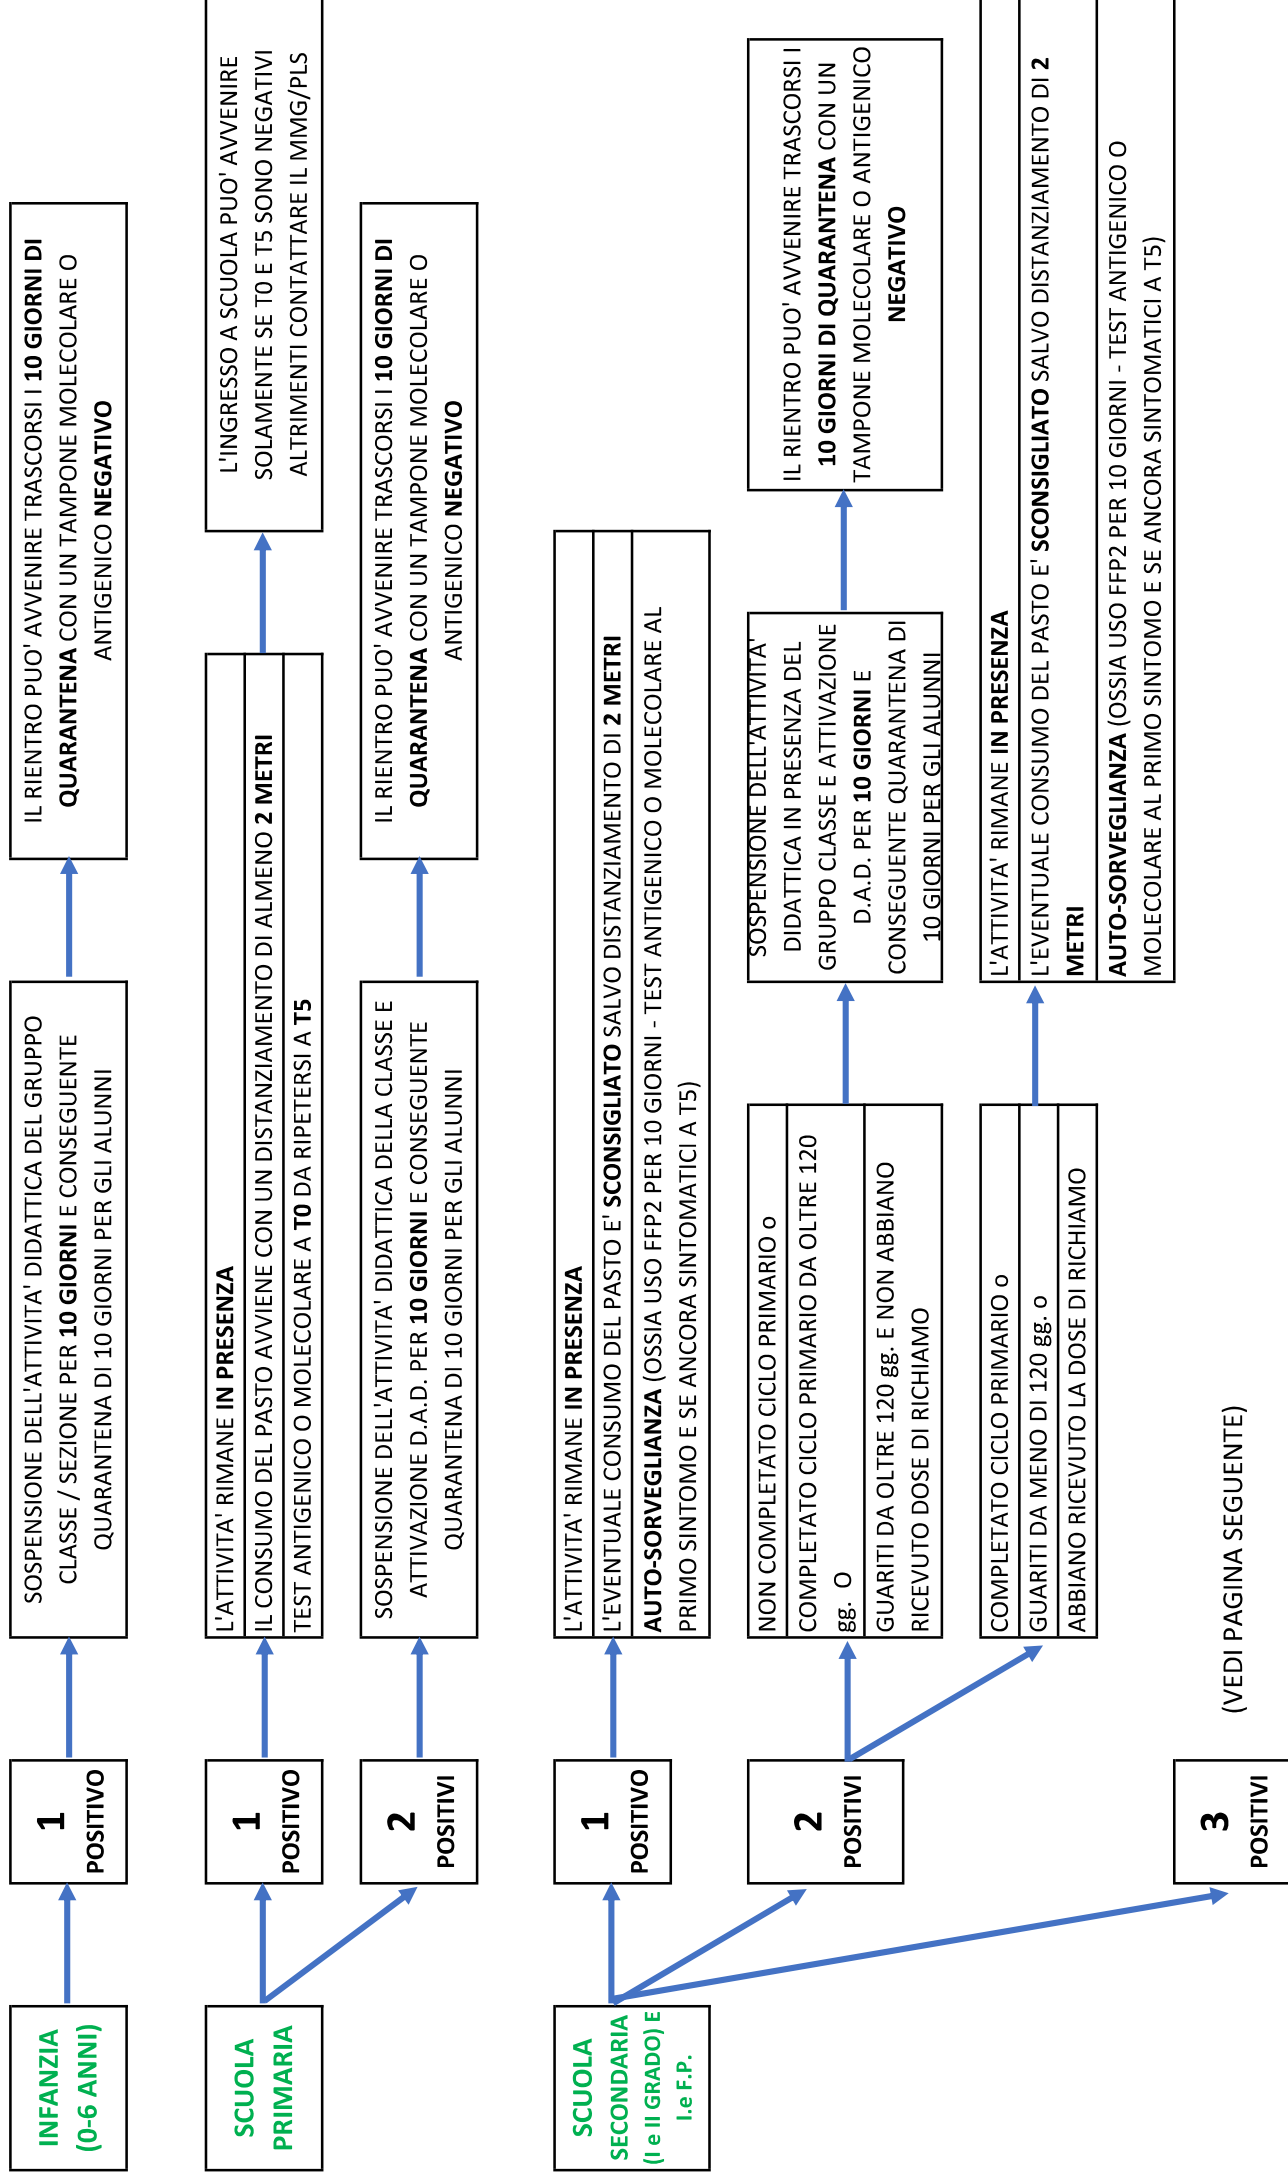 INFANZIA
(0-6 ANNI)
1
POSITIVO
SOSPENSIONE DELL'ATTIVITA' DIDATTICA DEL GRUPPO
CLASSE / SEZIONE PER 10 GIORNI E CONSEGUENTE
QUARANTENA DI 10 GIORNI PER GLI ALUNNI
IL RIENTRO PUO' AVVENIRE TRASCORSI I 10 GIORNI DI
QUARANTENA CON UN TAMPONE MOLECOLARE O
ANTIGENICO NEGATIVO
SCUOLA
PRIMARIA
1
POSITIVO
L'ATTIVITA' RIMANE IN PRESENZA
IL CONSUMO DEL PASTO AVVIENE CON UN DISTANZIAMENTO DI ALMENO 2 METRI
TEST ANTIGENICO O MOLECOLARE A T0 DA RIPETERSI A T5
L'INGRESSO A SCUOLA PUO' AVVENIRE
SOLAMENTE SE T0 E T5 SONO NEGATIVI
ALTRIMENTI CONTATTARE IL MMG/PLS
2
POSITIVI
SOSPENSIONE DELL'ATTIVITA' DIDATTICA DELLA CLASSE E
ATTIVAZIONE D.A.D. PER 10 GIORNI E CONSEGUENTE
QUARANTENA DI 10 GIORNI PER GLI ALUNNI
IL RIENTRO PUO' AVVENIRE TRASCORSI I 10 GIORNI DI
QUARANTENA CON UN TAMPONE MOLECOLARE O
ANTIGENICO NEGATIVO
SCUOLA
SECONDARIA
(I e II GRADO) E
I.e F.P.
1
POSITIVO
L'ATTIVITA' RIMANE IN PRESENZA
L'EVENTUALE CONSUMO DEL PASTO E' SCONSIGLIATO SALVO DISTANZIAMENTO DI 2 METRI
AUTO-SORVEGLIANZA (OSSIA USO FFP2 PER 10 GIORNI - TEST ANTIGENICO O MOLECOLARE AL
PRIMO SINTOMO E SE ANCORA SINTOMATICI A T5)
2
POSITIVI
NON COMPLETATO CICLO PRIMARIO o
COMPLETATO CICLO PRIMARIO DA OLTRE 120
gg. O
GUARITI DA OLTRE 120 gg. E NON ABBIANO
RICEVUTO DOSE DI RICHIAMO
SOSPENSIONE DELL'ATTIVITA'
DIDATTICA IN PRESENZA DEL
GRUPPO CLASSE E ATTIVAZIONE
D.A.D. PER 10 GIORNI E
CONSEGUENTE QUARANTENA DI
10 GIORNI PER GLI ALUNNI
IL RIENTRO PUO' AVVENIRE TRASCORSI I
10 GIORNI DI QUARANTENA CON UN
TAMPONE MOLECOLARE O ANTIGENICO
NEGATIVO
COMPLETATO CICLO PRIMARIO o
GUARITI DA MENO DI 120 gg. o
ABBIANO RICEVUTO LA DOSE DI RICHIAMO
L'ATTIVITA' RIMANE IN PRESENZA
L'EVENTUALE CONSUMO DEL PASTO E' SCONSIGLIATO SALVO DISTANZIAMENTO DI 2
METRI
AUTO-SORVEGLIANZA (OSSIA USO FFP2 PER 10 GIORNI - TEST ANTIGENICO O
MOLECOLARE AL PRIMO SINTOMO E SE ANCORA SINTOMATICI A T5)
3
POSITIVI
(VEDI PAGINA SEGUENTE)